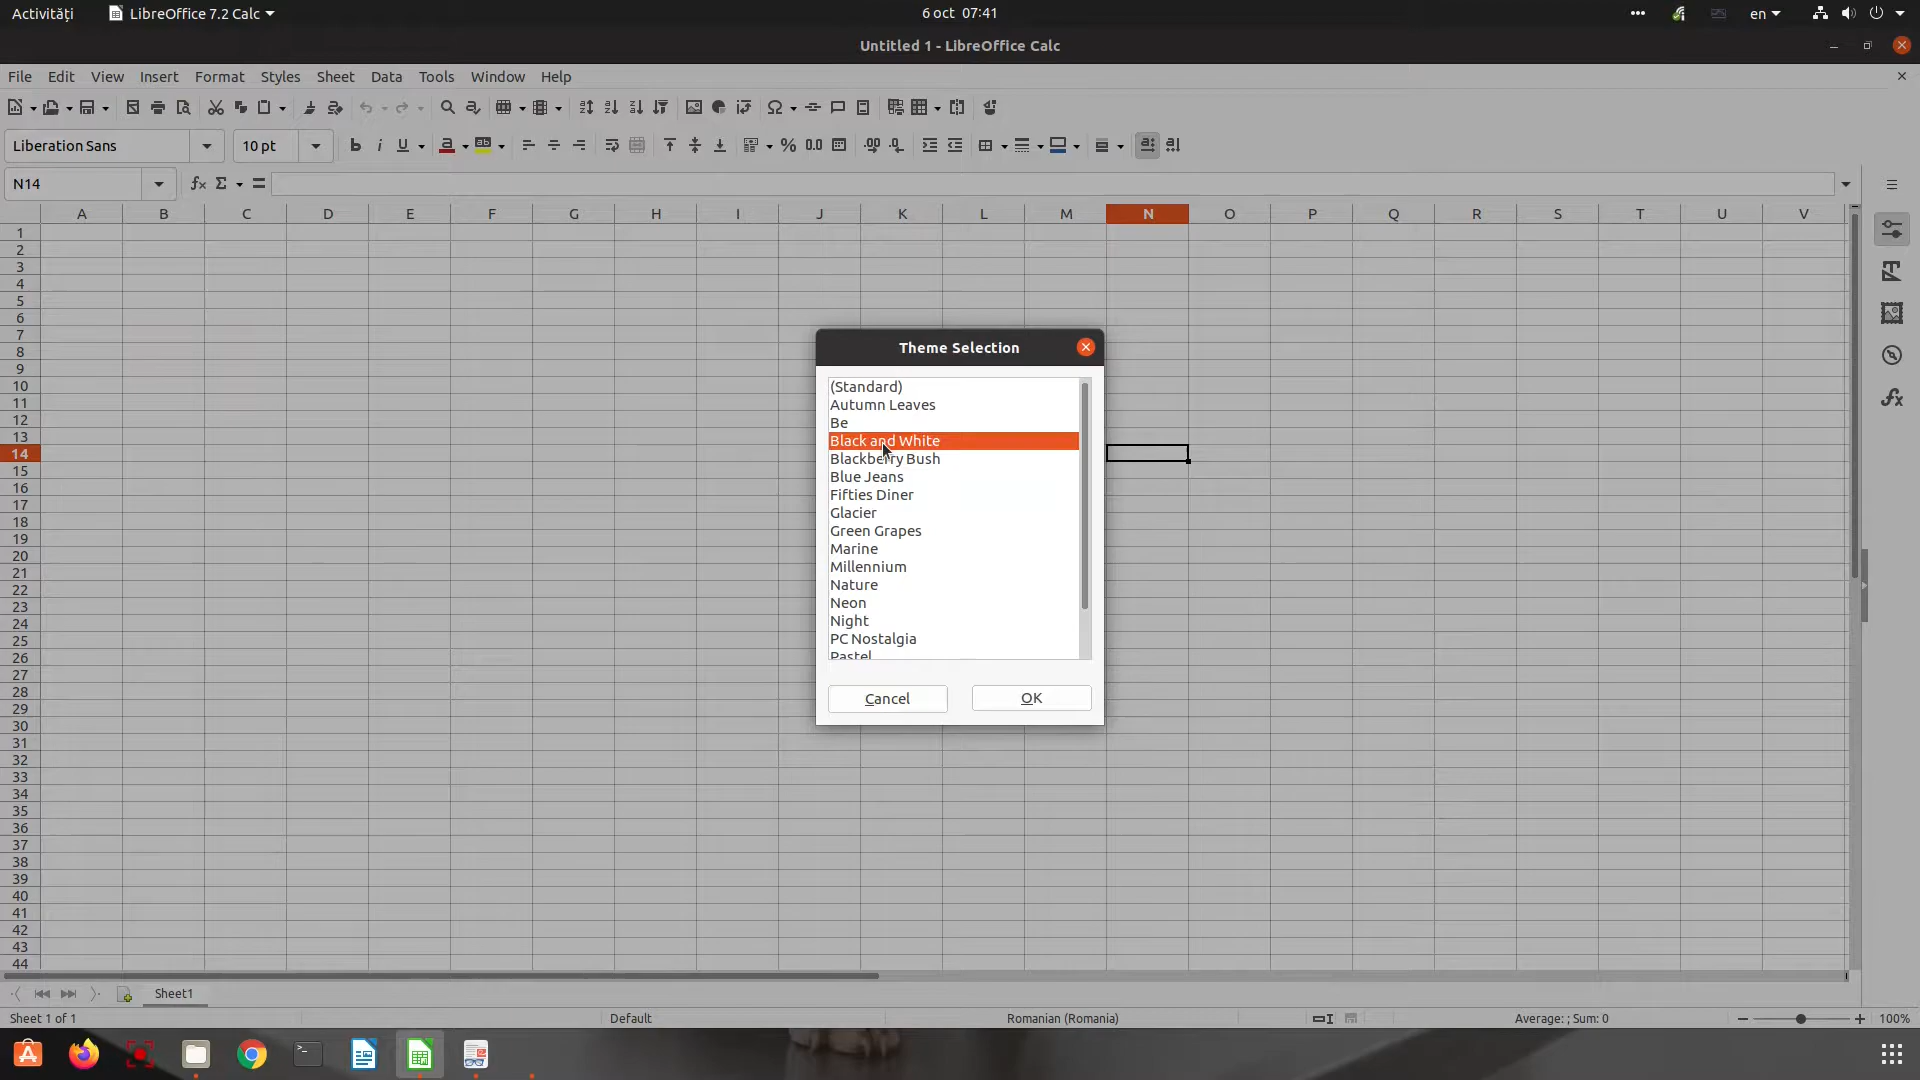 Activități
LibreOffice 7.2 Calc
6 oct 07:41
en
Untitled 1 - LibreOffice Calc
File Edit View Insert Format Styles Sheet Data Tools Window Help
Liberation Sans
10 pt
N14
A B C D E F G H I J K L M N O P Q R S T U V
1
2
3
4
5
6
7
8
9
10
11
12
13
14
15
16
17
18
19
20
21
22
23
24
25
26
27
28
29
30
31
32
33
34
35
36
37
38
39
40
41
42
43
44
Theme Selection
(Standard)
Autumn Leaves
Be
Black and White
Blackberry Bush
Blue Jeans
Fifties Diner
Glacier
Green Grapes
Marine
Millennium
Nature
Neon
Night
PC Nostalgia
Pastel
Cancel
OK
Sheet1
Sheet 1 of 1
Default
Romanian (Romania)
Average: ; Sum: 0
100%